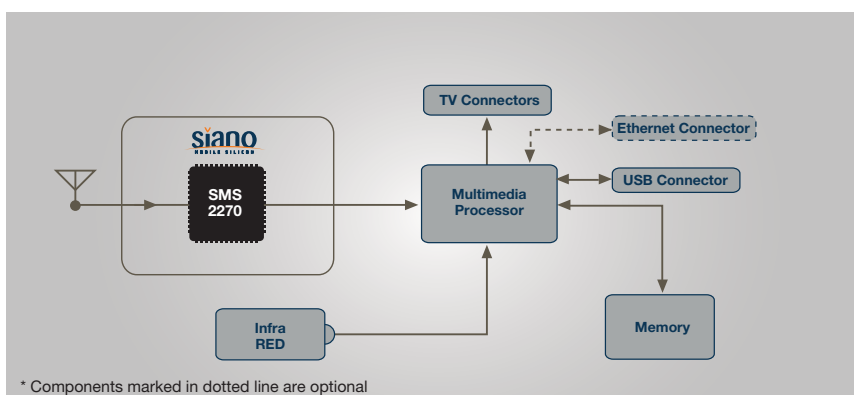 TV Connectors
Ethernet Connector
siano
MOBILE SILICON
USB Connector
SMS
2270
Multimedia
Processor
Infra
RED
Memory
* Components marked in dotted line are optional